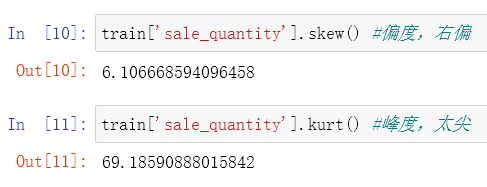 In [10]: train['sale_quantity'].skew() #偏度，右偏
Out[10]: 6.106668594096458
In [11]: train['sale_quantity'].kurt() #峰度，太尖
Out[11]: 69.18590888015842